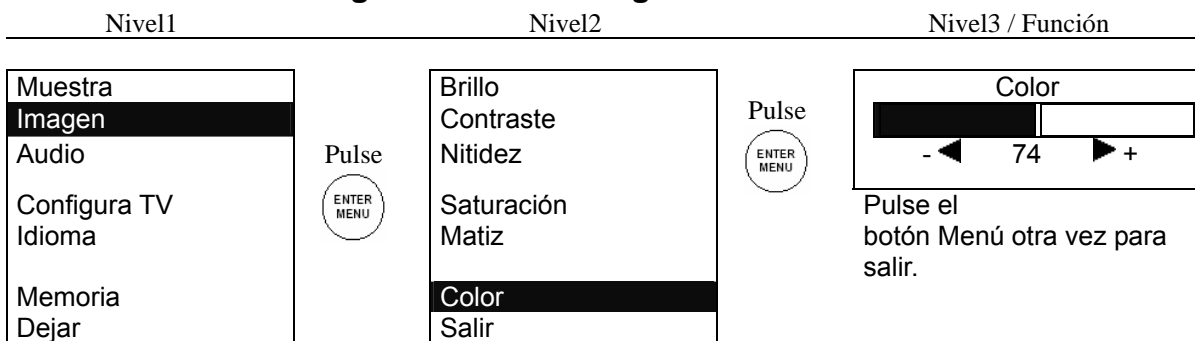 Nivel1
Nivel2
Nivel3 / Función
Muestra
Imagen
Audio
Configura TV
Idioma
Memoria
Dejar
Pulse
ENTER
MENU
Brillo
Contraste
Nitidez
Saturación
Matiz
Color
Salir
Pulse
ENTER
MENU
Color
- 74 +
Pulse el
botón Menú otra vez para
salir.